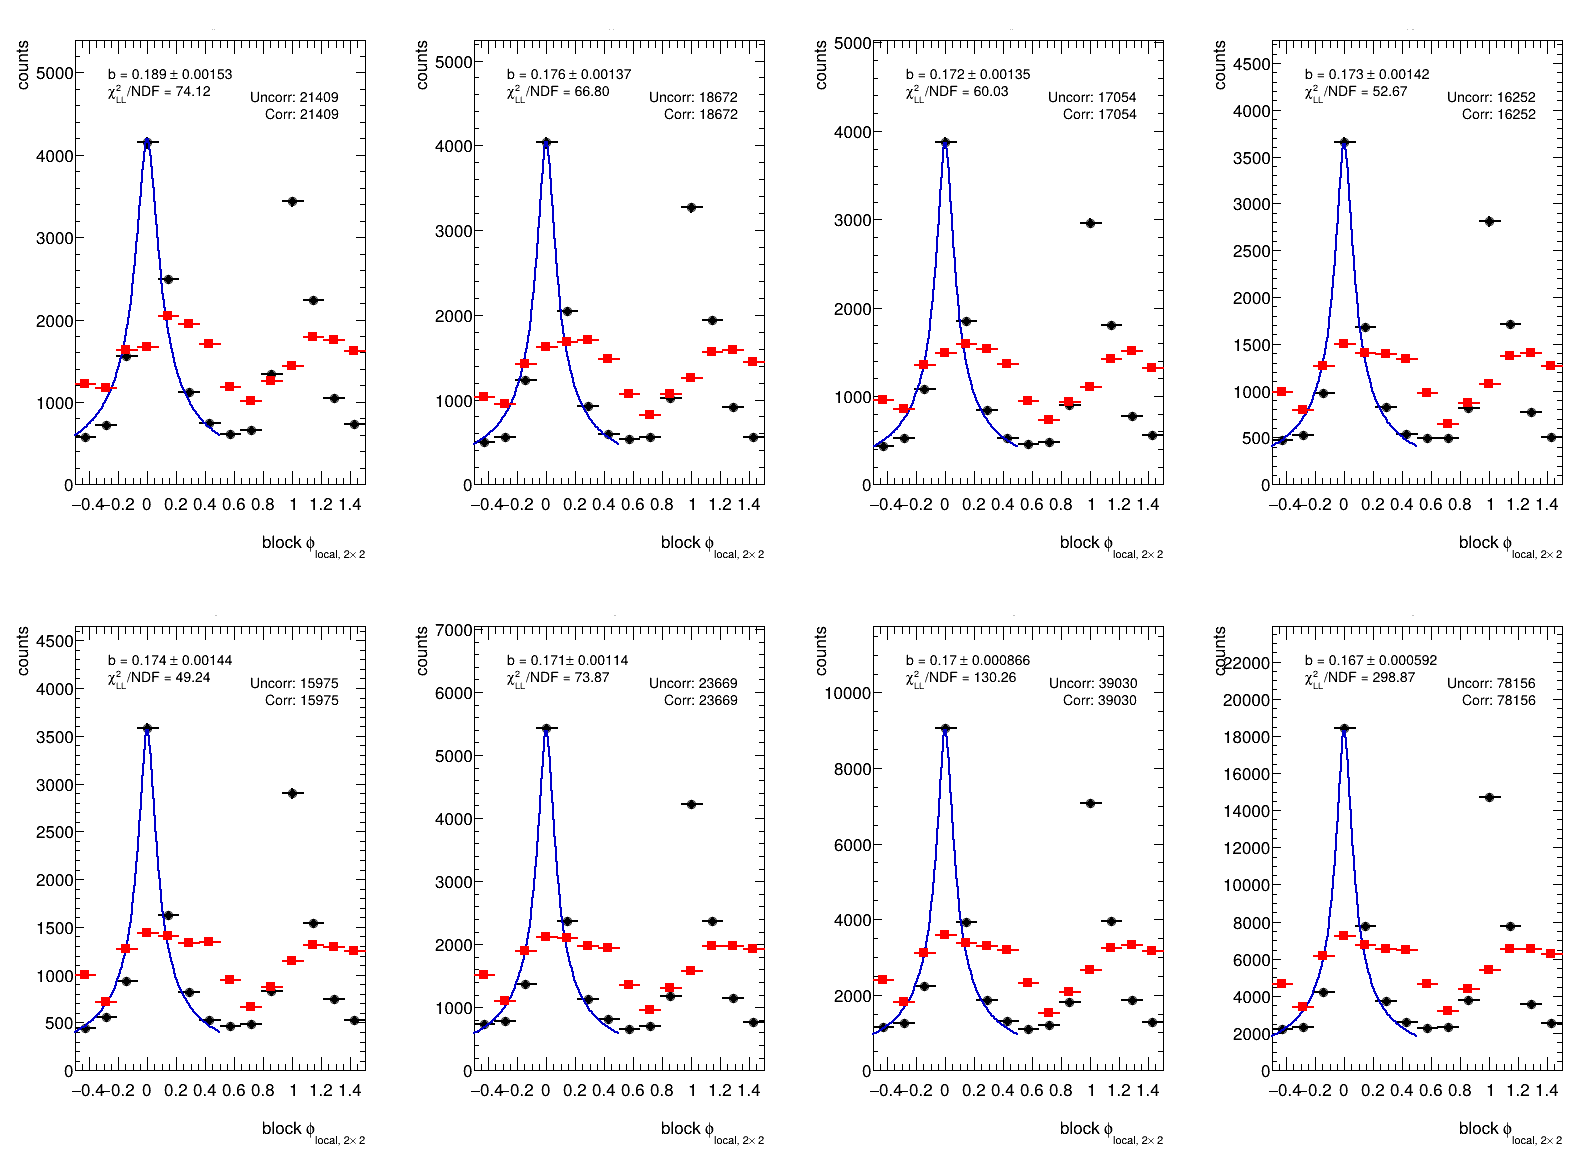 counts
b = 0.189 ± 0.00153
χ²LL/NDF = 74.12
Uncorr: 21409
Corr: 21409
5000
4000
3000
2000
1000
0
−0.4 −0.2 0 0.2 0.4 0.6 0.8 1 1.2 1.4
block ϕ local, 2×2
counts
b = 0.176 ± 0.00137
χ²LL/NDF = 66.80
Uncorr: 18672
Corr: 18672
5000
4000
3000
2000
1000
0
−0.4 −0.2 0 0.2 0.4 0.6 0.8 1 1.2 1.4
block ϕ local, 2×2
counts
b = 0.172 ± 0.00135
χ²LL/NDF = 60.03
Uncorr: 17054
Corr: 17054
5000
4000
3000
2000
1000
0
−0.4 −0.2 0 0.2 0.4 0.6 0.8 1 1.2 1.4
block ϕ local, 2×2
counts
b = 0.173 ± 0.00142
χ²LL/NDF = 52.67
Uncorr: 16252
Corr: 16252
4500
4000
3500
3000
2500
2000
1500
1000
500
0
−0.4 −0.2 0 0.2 0.4 0.6 0.8 1 1.2 1.4
block ϕ local, 2×2
counts
b = 0.174 ± 0.00144
χ²LL/NDF = 49.24
Uncorr: 15975
Corr: 15975
4500
4000
3500
3000
2500
2000
1500
1000
500
0
−0.4 −0.2 0 0.2 0.4 0.6 0.8 1 1.2 1.4
block ϕ local, 2×2
counts
b = 0.171 ± 0.00114
χ²LL/NDF = 73.87
Uncorr: 23669
Corr: 23669
7000
6000
5000
4000
3000
2000
1000
0
−0.4 −0.2 0 0.2 0.4 0.6 0.8 1 1.2 1.4
block ϕ local, 2×2
counts
b = 0.17 ± 0.000866
χ²LL/NDF = 130.26
Uncorr: 39030
Corr: 39030
10000
8000
6000
4000
2000
0
−0.4 −0.2 0 0.2 0.4 0.6 0.8 1 1.2 1.4
block ϕ local, 2×2
counts
b = 0.167 ± 0.000592
χ²LL/NDF = 298.87
Uncorr: 78156
Corr: 78156
22000
20000
18000
16000
14000
12000
10000
8000
6000
4000
2000
0
−0.4 −0.2 0 0.2 0.4 0.6 0.8 1 1.2 1.4
block ϕ local, 2×2